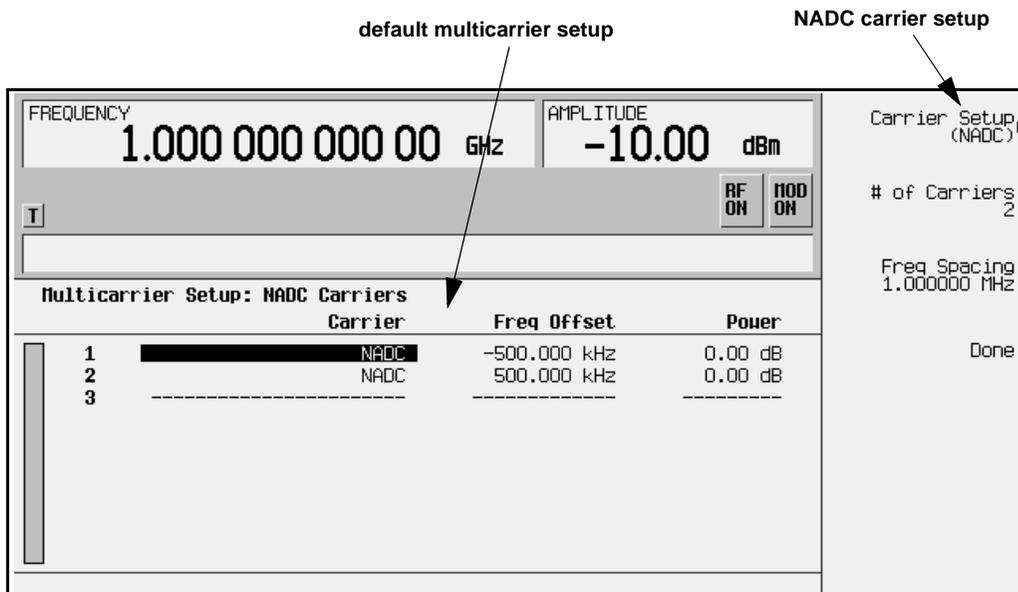 default multicarrier setup
NADC carrier setup
FREQUENCY
1.000 000 000 00 GHz
AMPLITUDE
-10.00 dBm
RF ON
MOD ON
T
Multicarrier Setup: NADC Carriers
Carrier Freq Offset Power
1 NADC -500.000 kHz 0.00 dB
2 NADC 500.000 kHz 0.00 dB
3 ----------------------- ------------- ---------
Carrier Setup
(NADC)
# of Carriers
2
Freq Spacing
1.000000 MHz
Done